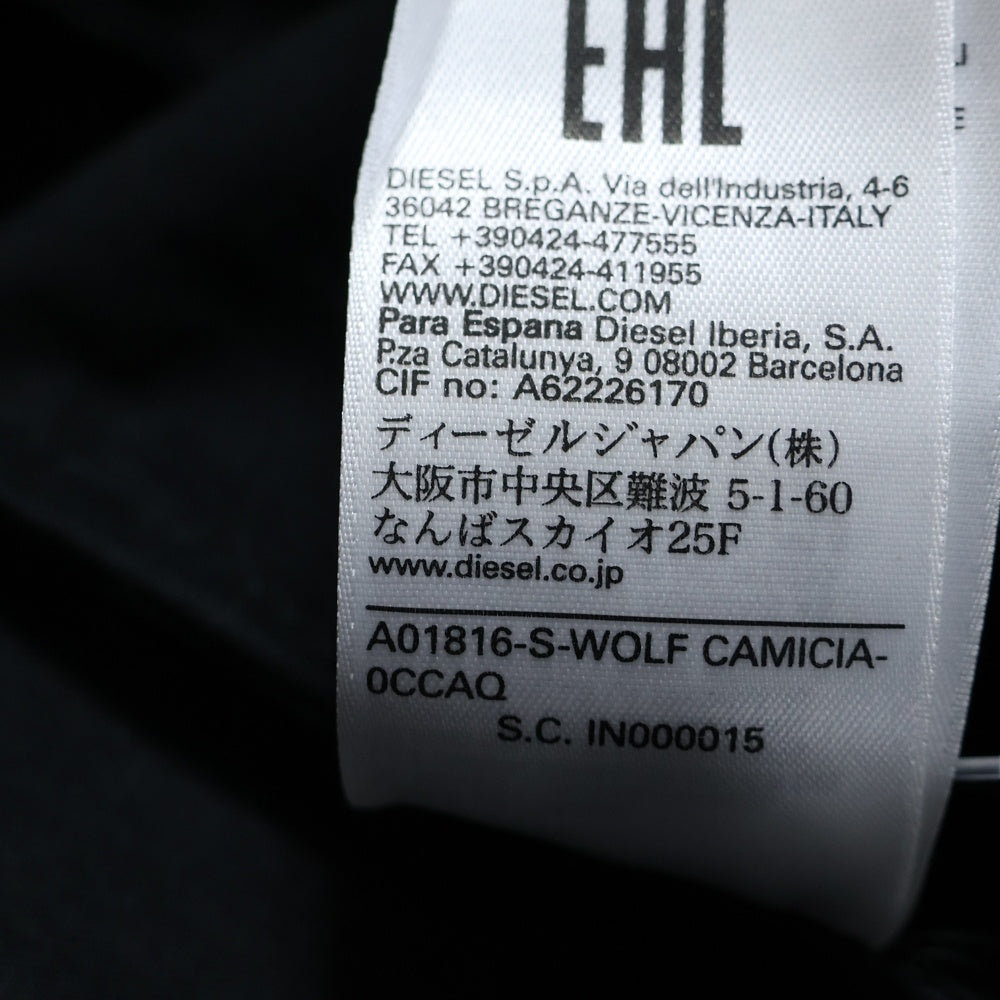 EAC
DIESEL S.p.A. Via dell'Industria, 4-6
36042 BREGANZE-VICENZA-ITALY
TEL +390424-477555
FAX +390424-411955
WWW.DIESEL.COM
Para Espana Diesel Iberia, S.A.
P.za Catalunya, 9 08002 Barcelona
CIF no: A62226170
ディーゼルジャパン(株)
大阪市中央区難波 5-1-60
なんばスカイオ25F
www.diesel.co.jp
A01816-S-WOLF CAMICIA-
0CCAQ
S.C. IN000015